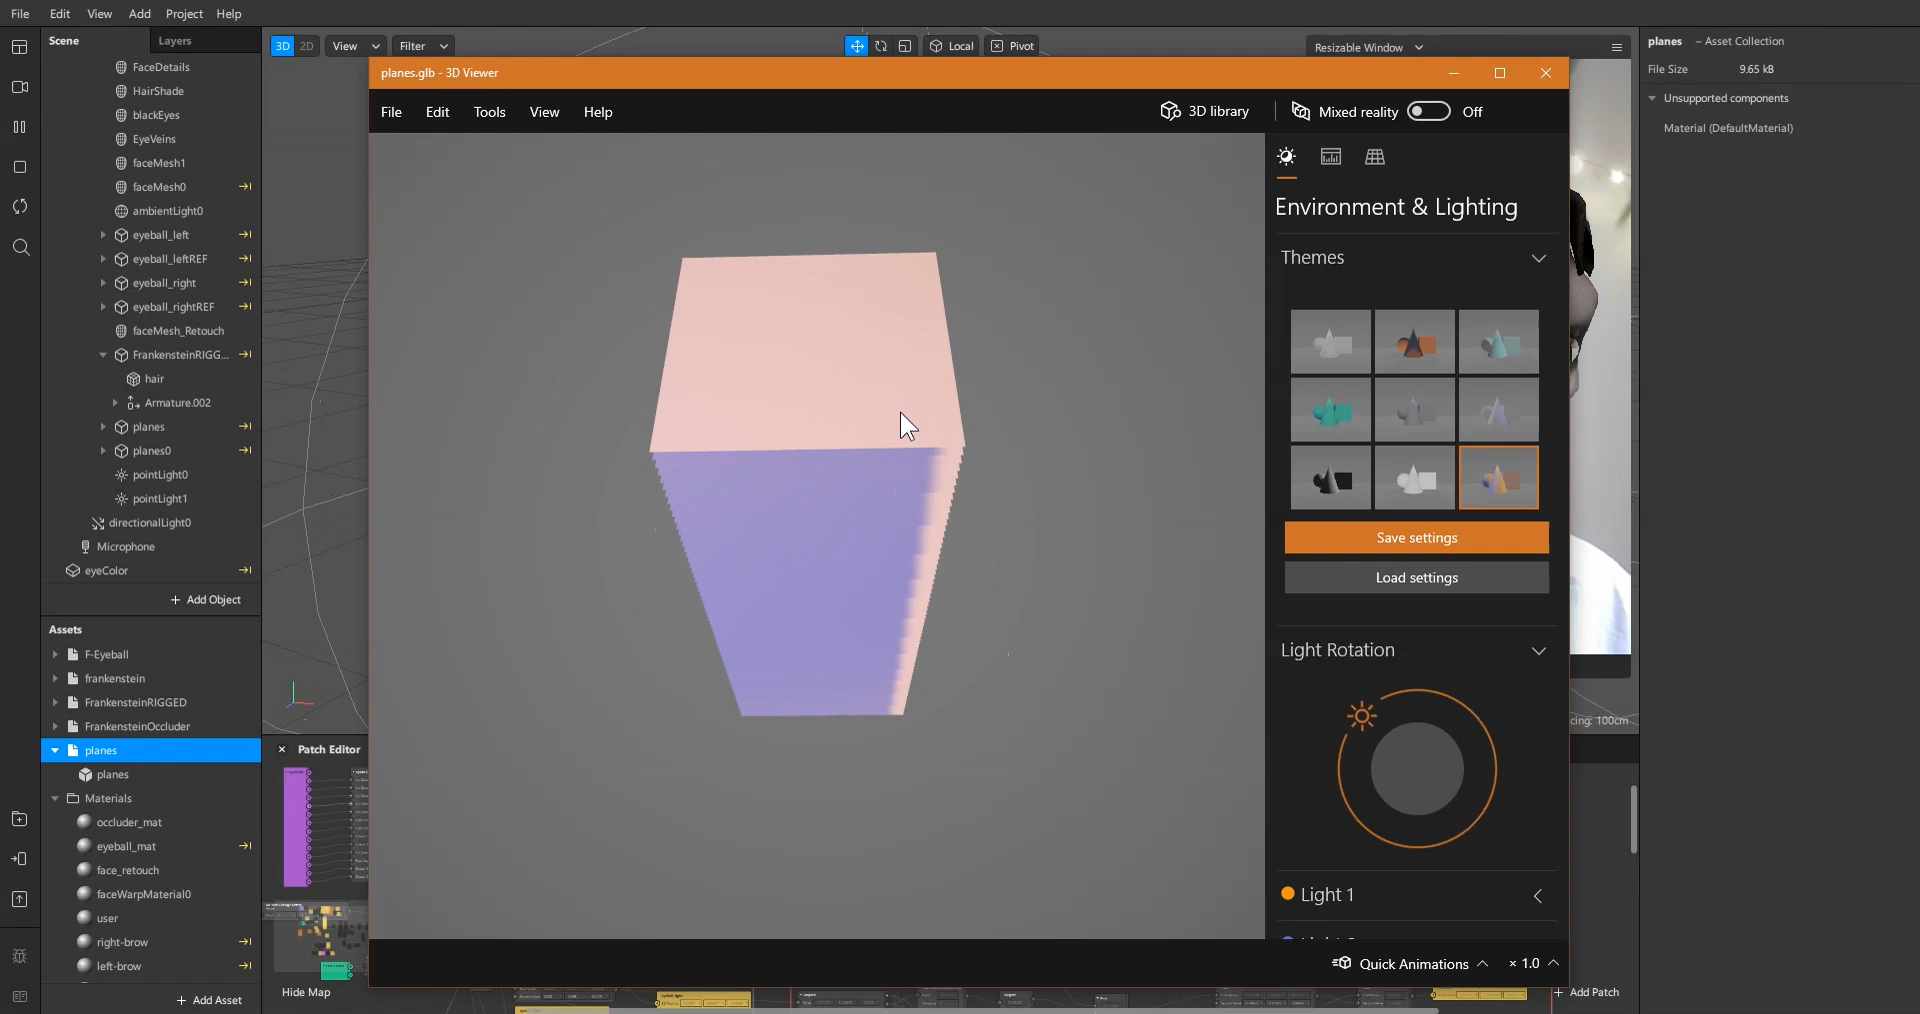 File Edit View Add Project Help
Scene Layers
FaceDetails
HairShade
blackEyes
EyeVeins
faceMesh1
faceMesh0
ambientLight0
eyeball_left
eyeball_leftREF
eyeball_right
eyeball_rightREF
faceMesh_Retouch
FrankensteinRIGG...
hair
Armature.002
planes
planes0
pointLight0
pointLight1
directionalLight0
Microphone
eyeColor
+ Add Object
Assets
F-Eyeball
frankenstein
FrankensteinRIGGED
FrankensteinOccluder
planes
planes
Materials
occluder_mat
eyeball_mat
face_retouch
faceWarpMaterial0
user
right-brow
left-brow
+ Add Asset
3D 2D View Filter Local Pivot Resizable Window
planes.glb - 3D Viewer
File Edit Tools View Help 3D library Mixed reality Off
Environment & Lighting
Themes
Save settings
Load settings
Light Rotation
Light 1
Quick Animations × 1.0
cing: 100cm
Patch Editor
Hide Map
+ Add Patch
planes – Asset Collection
File Size 9.65 kB
Unsupported components
Material (DefaultMaterial)